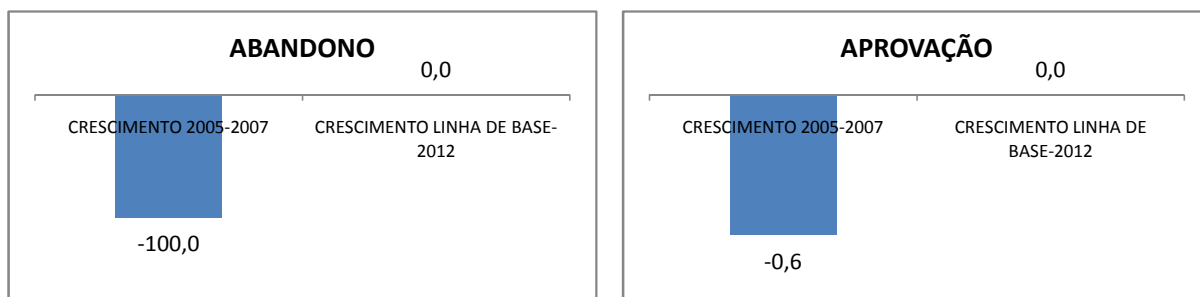 ABANDONO
0,0
CRESCIMENTO 2005-2007
CRESCIMENTO LINHA DE BASE-
2012
-100,0
APROVAÇÃO
0,0
CRESCIMENTO 2005-2007
CRESCIMENTO LINHA DE
BASE-2012
-0,6